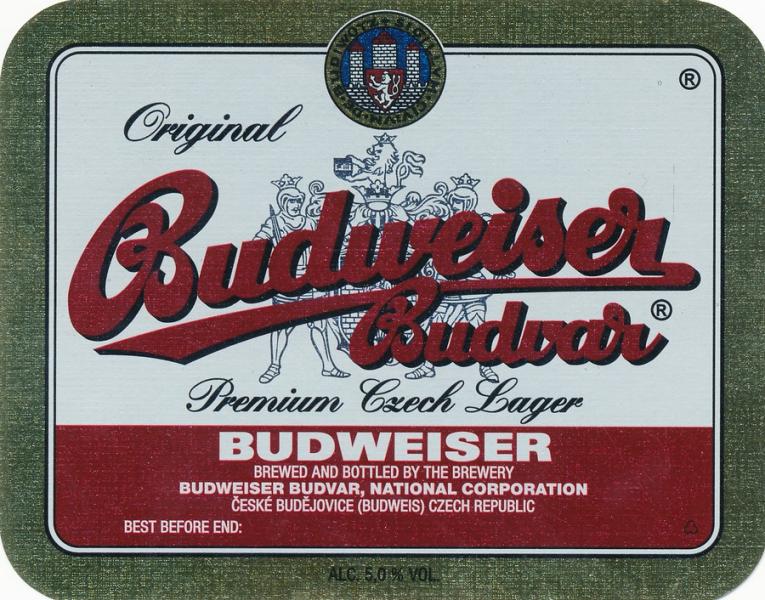 ®
Original
Budweiser
Budvar ®
Premium Czech Lager
BUDWEISER
BREWED AND BOTTLED BY THE BREWERY
BUDWEISER BUDVAR, NATIONAL CORPORATION
ČESKÉ BUDĚJOVICE (BUDWEIS) CZECH REPUBLIC
BEST BEFORE END:
ALC. 5,0 % VOL.